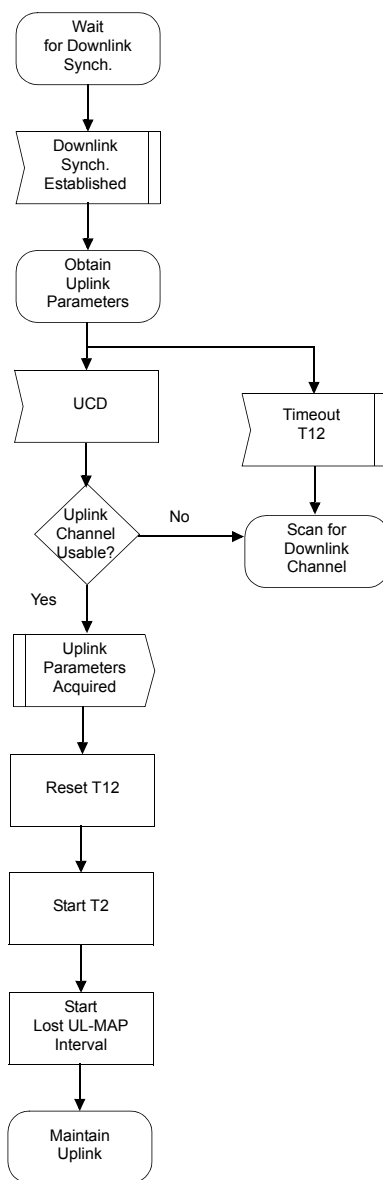 Wait
for Downlink
Synch.
Downlink
Synch.
Established
Obtain
Uplink
Parameters
UCD
Timeout
T12
Uplink
Channel
Usable?
No
Scan for
Downlink
Channel
Yes
Uplink
Parameters
Acquired
Reset T12
Start T2
Start
Lost UL-MAP
Interval
Maintain
Uplink